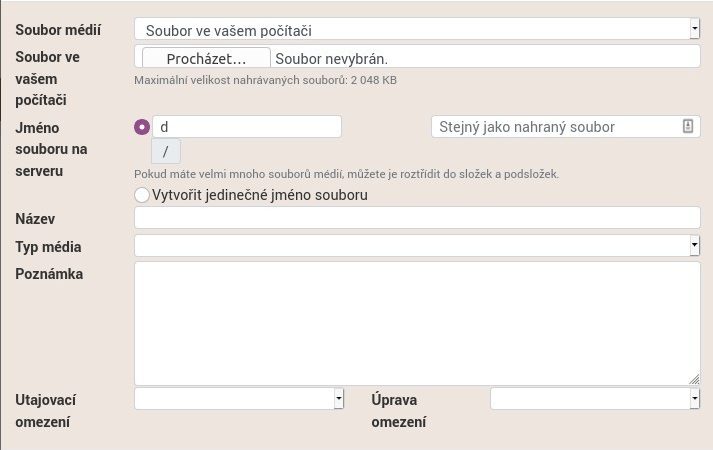 Soubor médií Soubor ve vašem počítači
Soubor ve vašem počítači Procházet... Soubor nevybrán.
Maximální velikost nahrávaných souborů: 2 048 KB
Jméno souboru na serveru d Stejný jako nahraný soubor
/
Pokud máte velmi mnoho souborů médií, můžete je roztřídit do složek a podsložek.
Vytvořit jedinečné jméno souboru
Název
Typ média
Poznámka
Utajovací omezení Úprava omezení